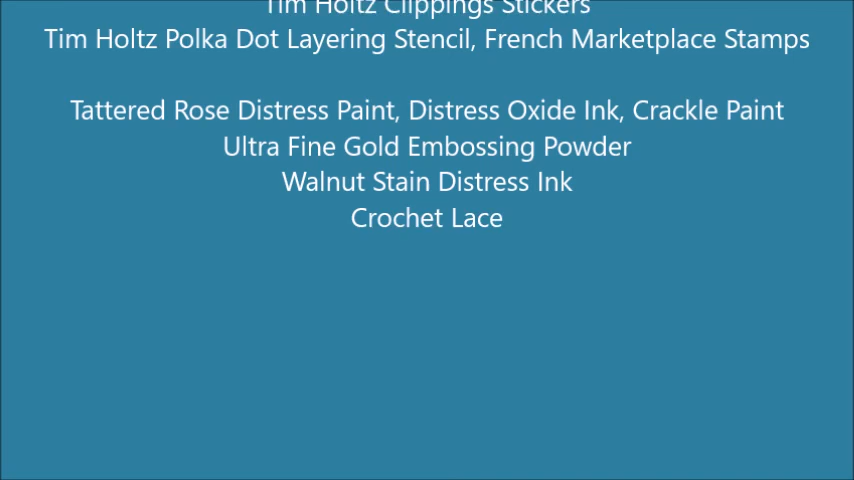 Tim Holtz Clippings Stickers
Tim Holtz Polka Dot Layering Stencil, French Marketplace Stamps
Tattered Rose Distress Paint, Distress Oxide Ink, Crackle Paint
Ultra Fine Gold Embossing Powder
Walnut Stain Distress Ink
Crochet Lace